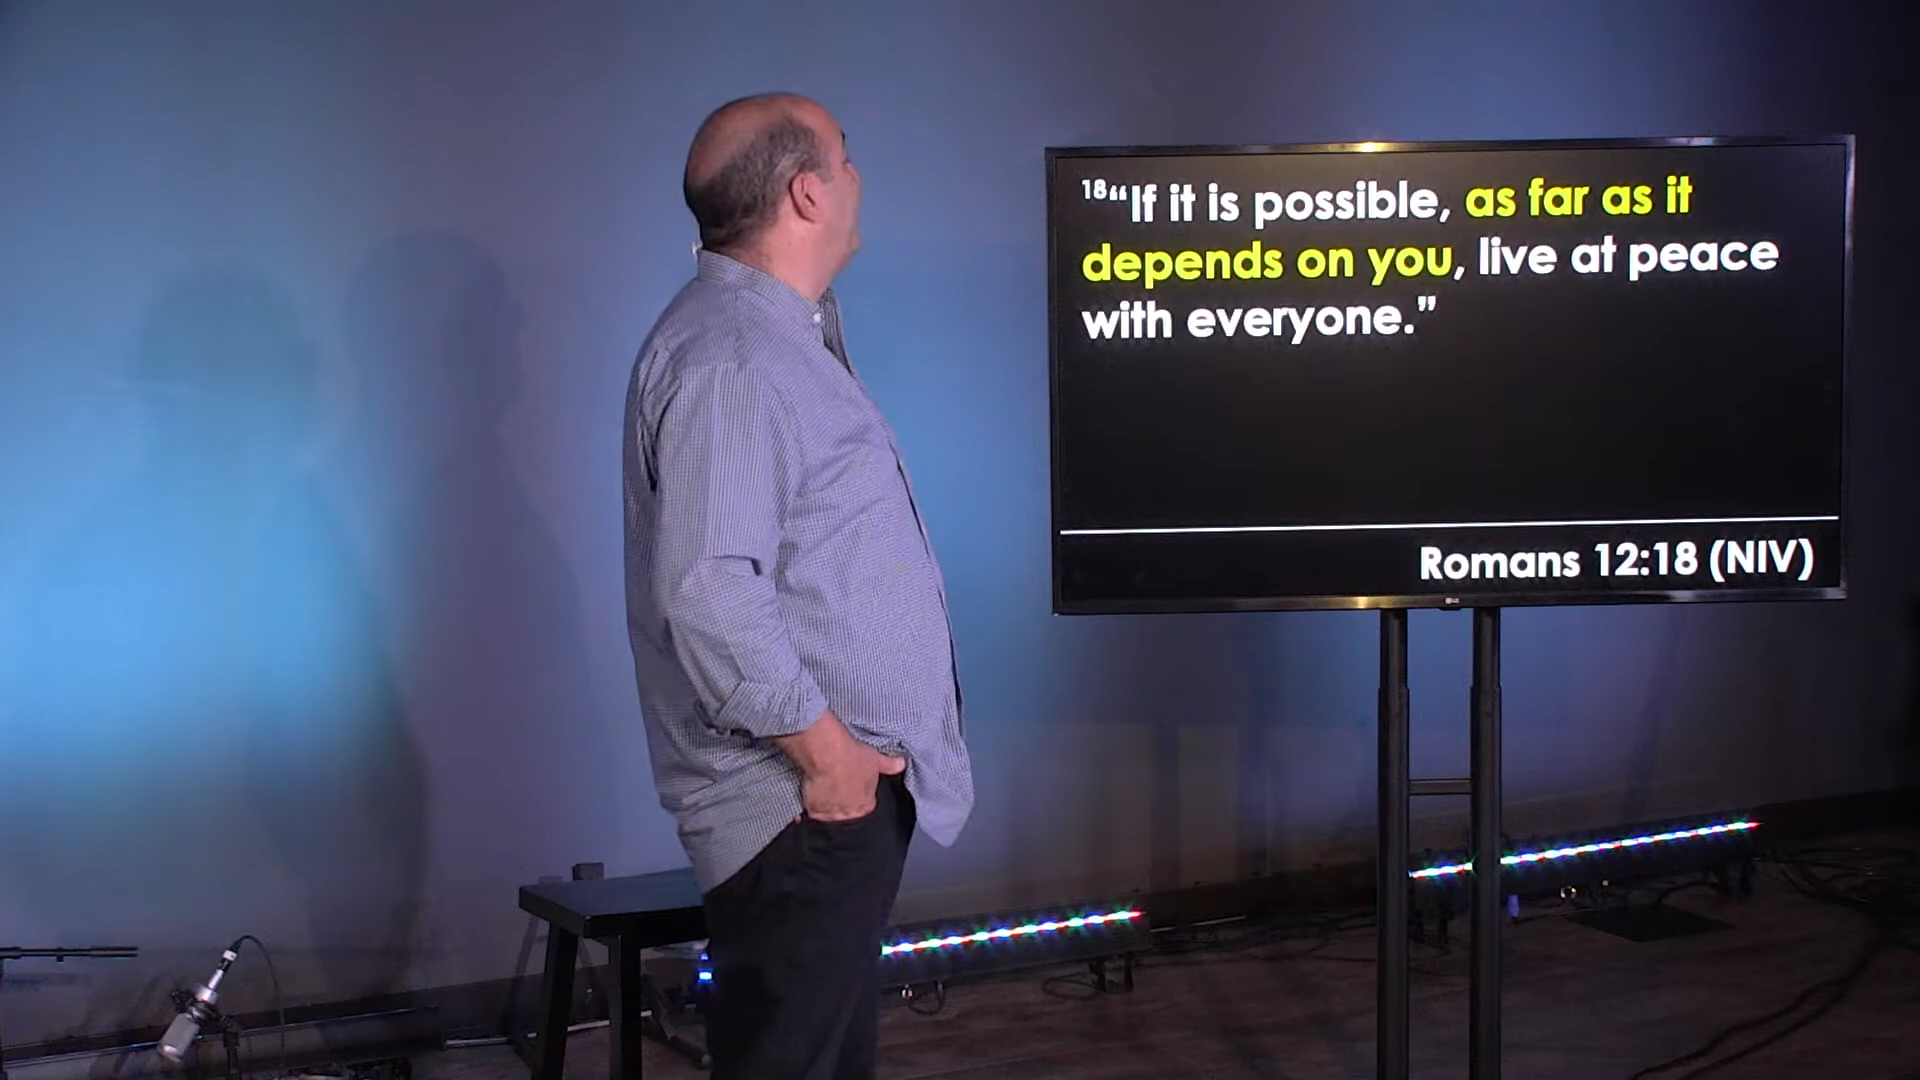 ¹⁸“If it is possible, as far as it
depends on you, live at peace
with everyone.”
Romans 12:18 (NIV)